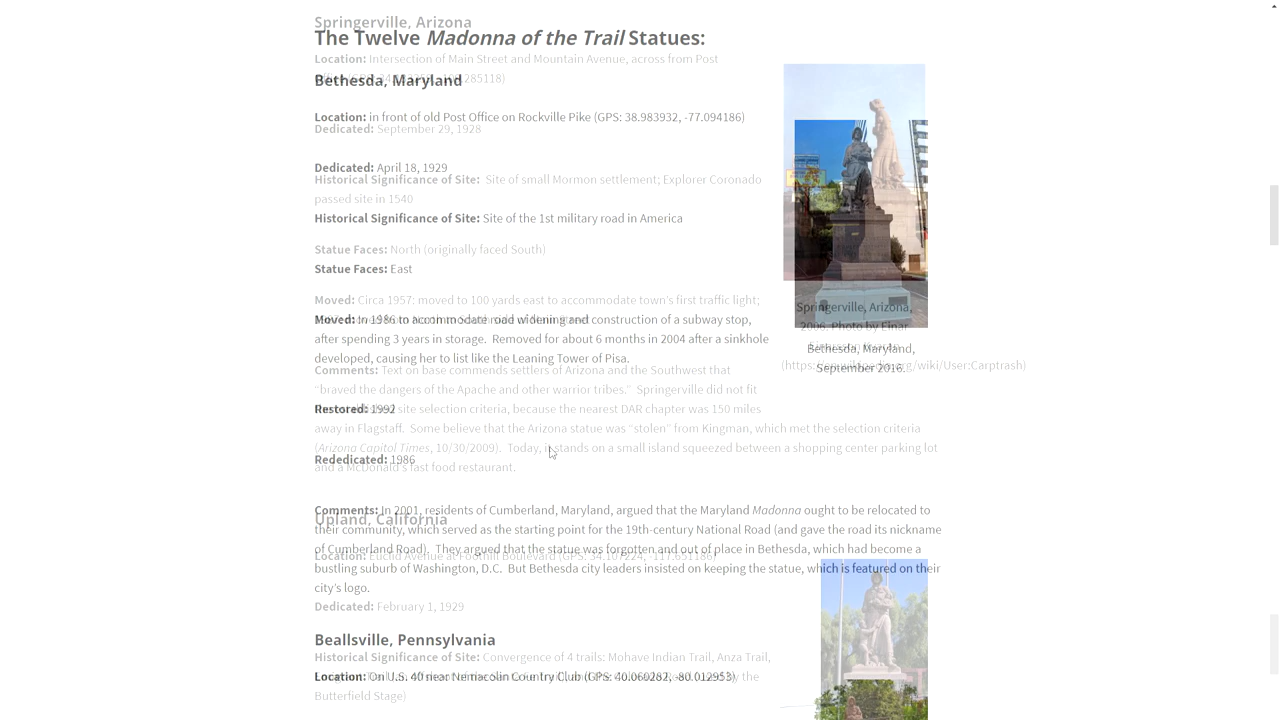 Springerville, Arizona
The Twelve Madonna of the Trail Statues:
Location: Intersection of Main Street and Mountain Avenue, across from Post
285118)
Bethesda, Maryland
Location: in front of old Post Office on Rockville Pike (GPS: 38.983932, -77.094186)
Dedicated: September 29, 1928
Dedicated: April 18, 1929
Historical Significance of Site:  Site of small Mormon settlement; Explorer Coronado
passed site in 1540
Historical Significance of Site: Site of the 1st military road in America
Statue Faces: North (originally faced South)
Statue Faces: East
Moved: Circa 1957: moved to 100 yards east to accommodate town's first traffic light;
Moved: In 1986 to accommodate road widening and construction of a subway stop,
after spending 3 years in storage.  Removed for about 6 months in 2004 after a sinkhole
developed, causing her to list like the Leaning Tower of Pisa.
Springerville, Arizona,
2006. Photo by Einar
Bethesda, Maryland,
September 2016.
(https://en.wikipedia.org/wiki/User:Carptrash)
Comments: Text on base commends settlers of Arizona and the Southwest that
"braved the dangers of the Apache and other warrior tribes."  Springerville did not fit
Restored: 1992
site selection criteria, because the nearest DAR chapter was 150 miles
away in Flagstaff.  Some believe that the Arizona statue was "stolen" from Kingman, which met the selection criteria
(Arizona Capitol Times, 10/30/2009).  Today, it stands on a small island squeezed between a shopping center parking lot
Rededicated: 1986
and a McDonald's fast food restaurant.
Comments: In 2001, residents of Cumberland, Maryland, argued that the Maryland Madonna ought to be relocated to
Upland, California
their community, which served as the starting point for the 19th-century National Road (and gave the road its nickname
of Cumberland Road).  They argued that the statue was forgotten and out of place in Bethesda, which had become a
Location: Euclid Avenue at Foothill Boulevard (GPS: 34.107224, -117.651186)
bustling suburb of Washington, D.C.  But Bethesda city leaders insisted on keeping the statue, which is featured on their
city's logo.
Dedicated: February 1, 1929
Beallsville, Pennsylvania
Historical Significance of Site: Convergence of 4 trails: Mohave Indian Trail, Anza Trail,
Location: On U.S. 40 near Nemacolin Country Club (GPS: 40.060282, -80.012953)
by the
Butterfield Stage)